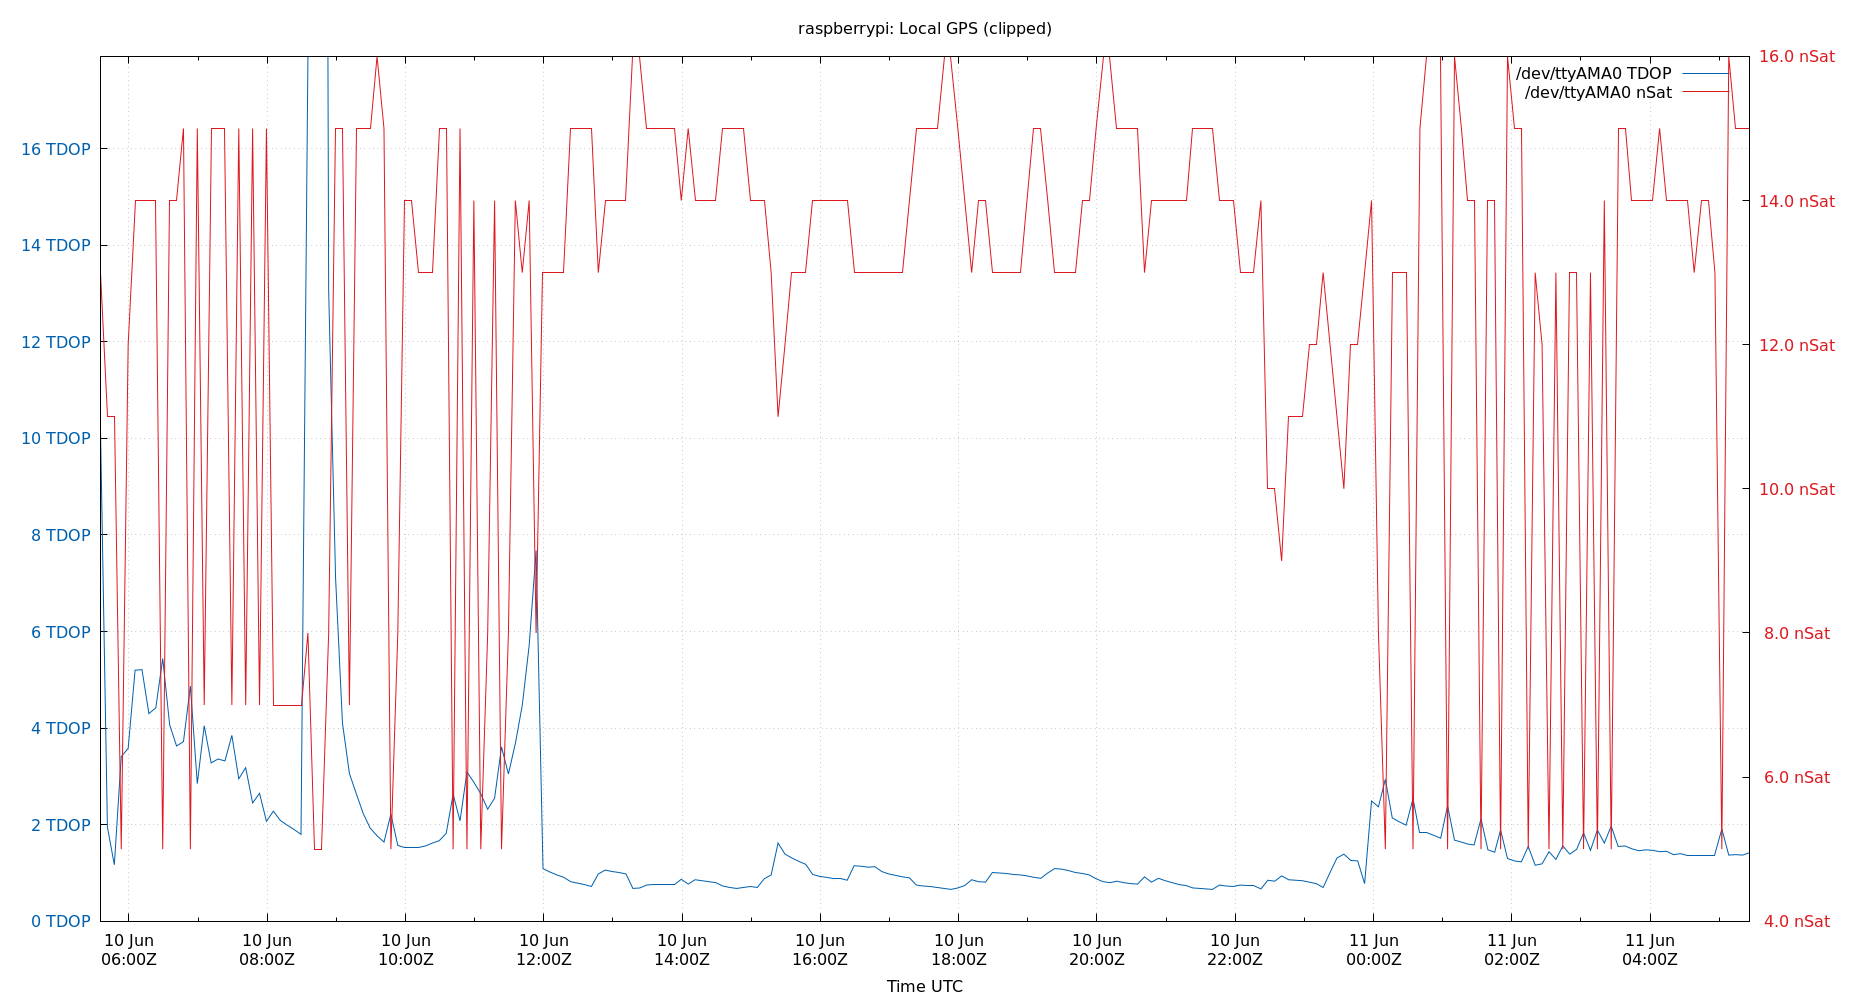 raspberrypi: Local GPS (clipped)
16.0 nSat
/dev/ttyAMA0 TDOP
/dev/ttyAMA0 nSat
16 TDOP
14.0 nSat
14 TDOP
12 TDOP
12.0 nSat
10 TDOP
10.0 nSat
8 TDOP
6 TDOP
8.0 nSat
4 TDOP
6.0 nSat
2 TDOP
0 TDOP
4.0 nSat
10 Jun 10 Jun 10 Jun 10 Jun 10 Jun 10 Jun 10 Jun 10 Jun 10 Jun 11 Jun 11 Jun 11 Jun
06:00Z 08:00Z 10:00Z 12:00Z 14:00Z 16:00Z 18:00Z 20:00Z 22:00Z 00:00Z 02:00Z 04:00Z
Time UTC